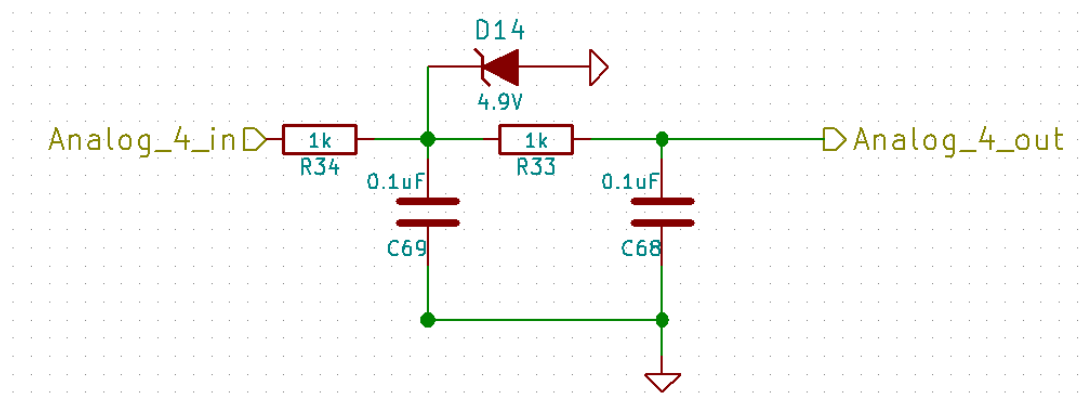 D14
4.9V
Analog_4_in
1k
R34
1k
R33
Analog_4_out
0.1uF
C69
0.1uF
C68